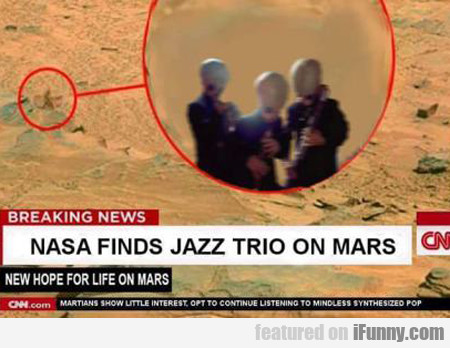 BREAKING NEWS
NASA FINDS JAZZ TRIO ON MARS
CNN
NEW HOPE FOR LIFE ON MARS
CNN.com MARTIANS SHOW LITTLE INTEREST, OPT TO CONTINUE LISTENING TO MINDLESS SYNTHESIZED POP
featured on iFunny.com